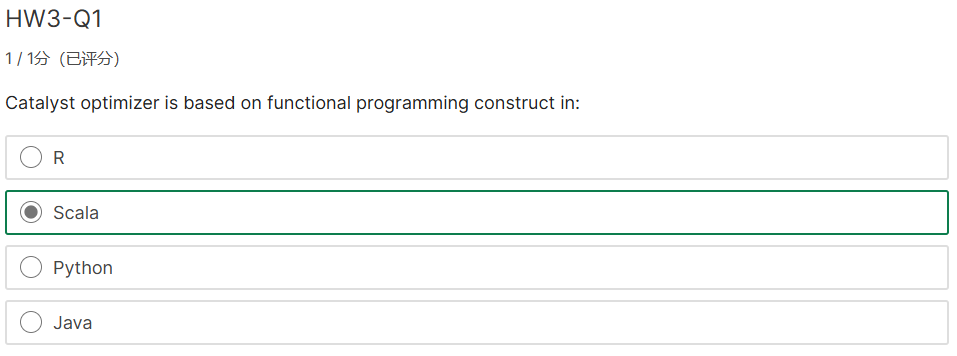 HW3-Q1
1 / 1分（已评分）
Catalyst optimizer is based on functional programming construct in:
R
Scala
Python
Java